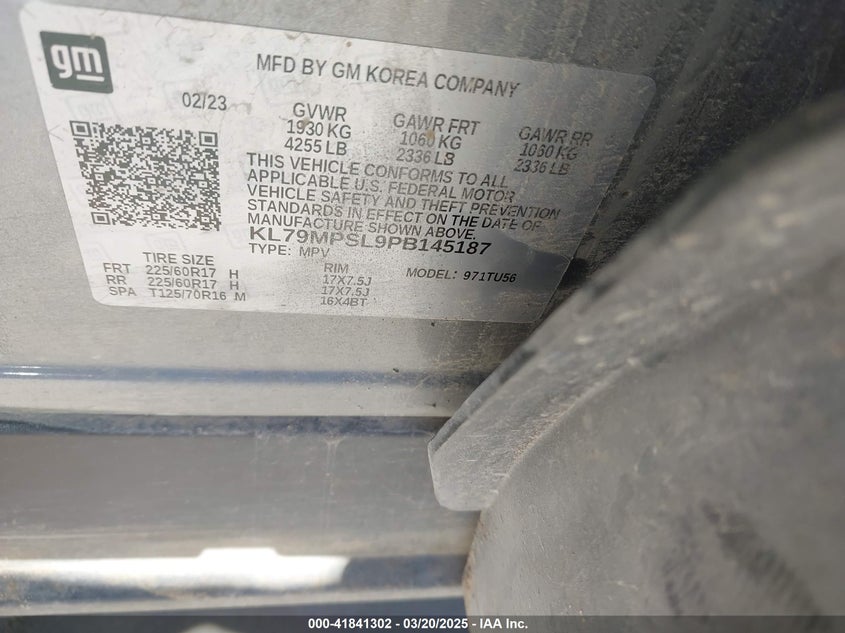 gm
MFD BY GM KOREA COMPANY
02/23
GVWR
1930 KG
4255 LB
GAWR FRT
1060 KG
2336 LB
GAWR RR
1060 KG
2336 LB
THIS VEHICLE CONFORMS TO ALL
APPLICABLE U.S. FEDERAL MOTOR
VEHICLE SAFETY AND THEFT PREVENTION
STANDARDS IN EFFECT ON THE DATE OF
MANUFACTURE SHOWN ABOVE.
KL79MPSL9PB145187
TYPE: MPV
MODEL: 971TU56
TIRE SIZE RIM
FRT 225/60R17 H 17X7.5J
RR 225/60R17 H 17X7.5J
SPA T125/70R16 M 16X4BT
000-41841302 - 03/20/2025 - IAA Inc.